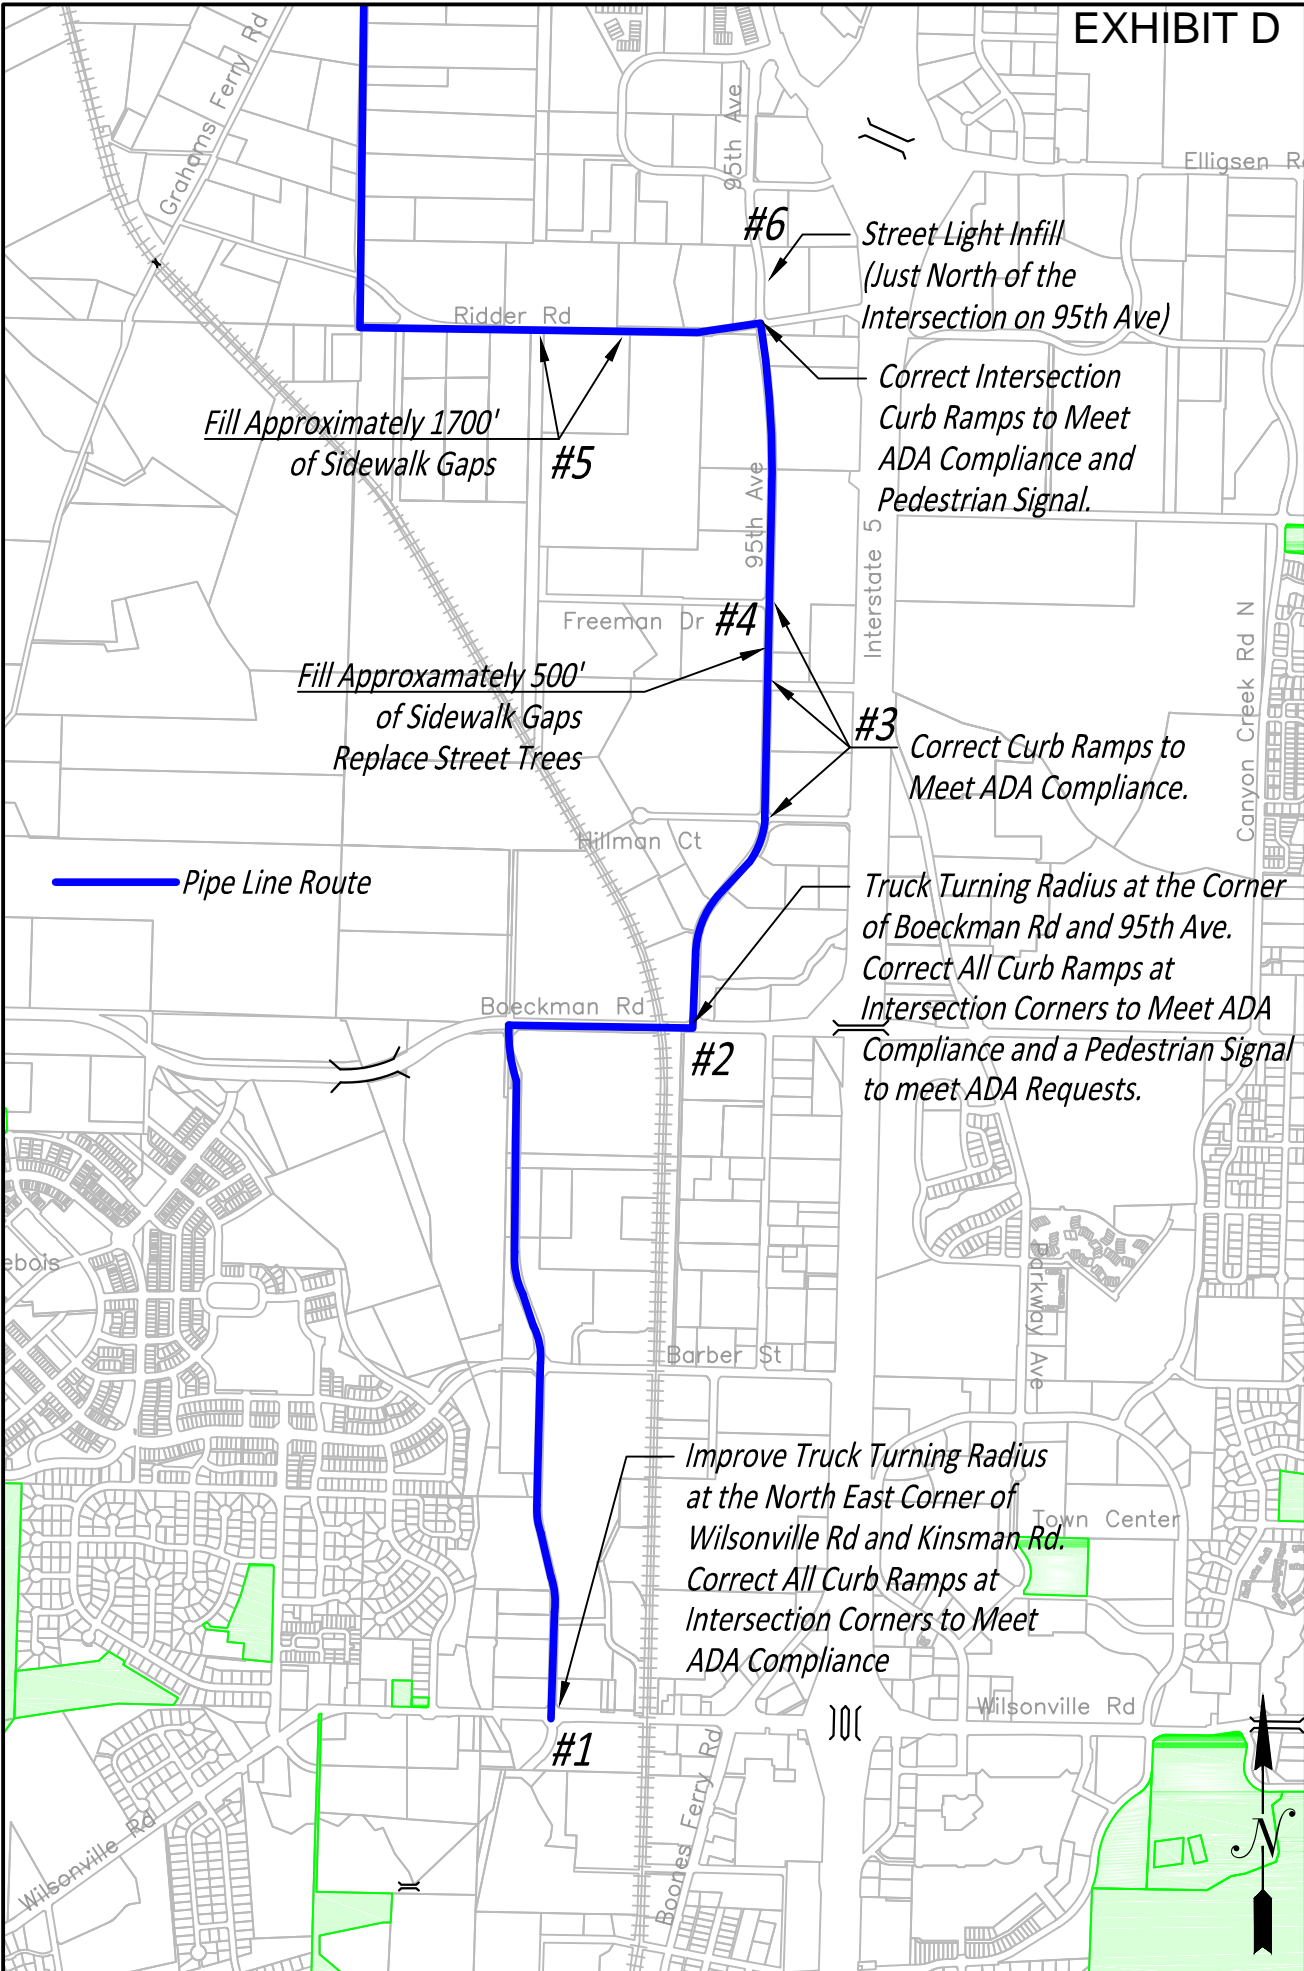 EXHIBIT D
Grahams Ferry Rd
95th Ave
Elligsen Rd
#6
Street Light Infill
(Just North of the
Intersection on 95th Ave)
Ridder Rd
Correct Intersection
Curb Ramps to Meet
ADA Compliance and
Pedestrian Signal.
Fill Approximately 1700'
of Sidewalk Gaps
#5
95th Ave
Interstate 5
Freeman Dr
#4
Canyon Creek Rd N
Fill Approxamately 500'
of Sidewalk Gaps
Replace Street Trees
#3
Correct Curb Ramps to
Meet ADA Compliance.
Hillman Ct
Pipe Line Route
Truck Turning Radius at the Corner
of Boeckman Rd and 95th Ave.
Correct All Curb Ramps at
Intersection Corners to Meet ADA
Compliance and a Pedestrian Signal
to meet ADA Requests.
Boeckman Rd
#2
ebois
Parkway Ave
Barber St
Improve Truck Turning Radius
at the North East Corner of
Wilsonville Rd and Kinsman Rd.
Correct All Curb Ramps at
Intersection Corners to Meet
ADA Compliance
Town Center
Wilsonville Rd
#1
Boones Ferry Rd
Wilsonville Rd
N